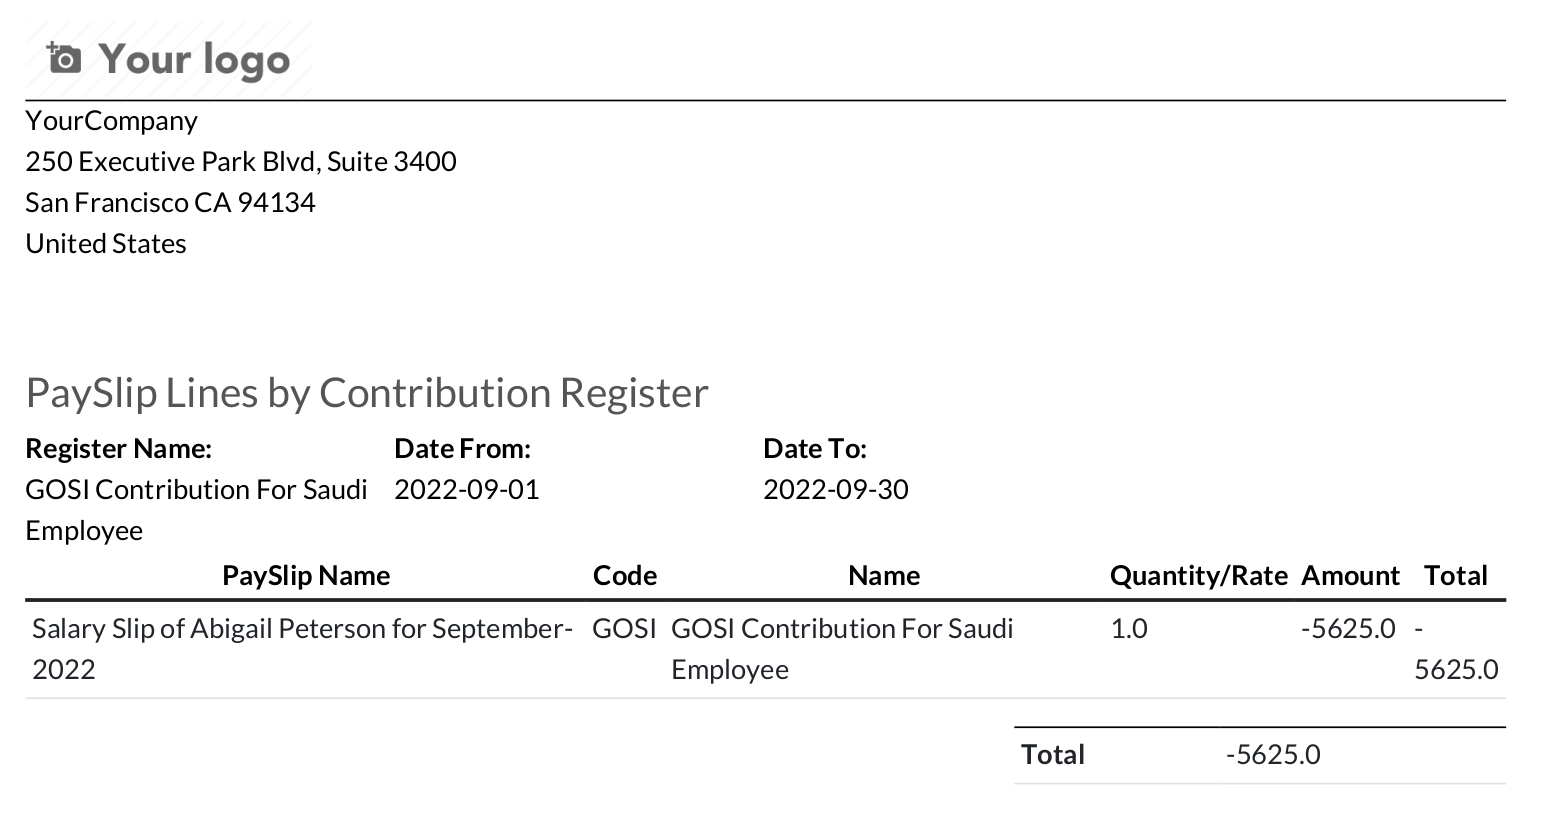 Your logo
YourCompany
250 Executive Park Blvd, Suite 3400
San Francisco CA 94134
United States
PaySlip Lines by Contribution Register
Register Name: Date From: Date To:
GOSI Contribution For Saudi 2022-09-01 2022-09-30
Employee
PaySlip Name Code Name Quantity/Rate Amount Total
Salary Slip of Abigail Peterson for September- GOSI GOSI Contribution For Saudi 1.0 -5625.0 -
2022 Employee 5625.0
Total -5625.0